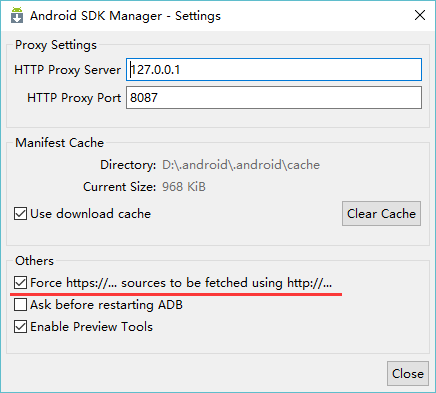 Android SDK Manager - Settings
Proxy Settings
HTTP Proxy Server 127.0.0.1
HTTP Proxy Port 8087
Manifest Cache
Directory: D:\.android\.android\cache
Current Size: 968 KiB
Use download cache Clear Cache
Others
Force https://... sources to be fetched using http://...
Ask before restarting ADB
Enable Preview Tools
Close